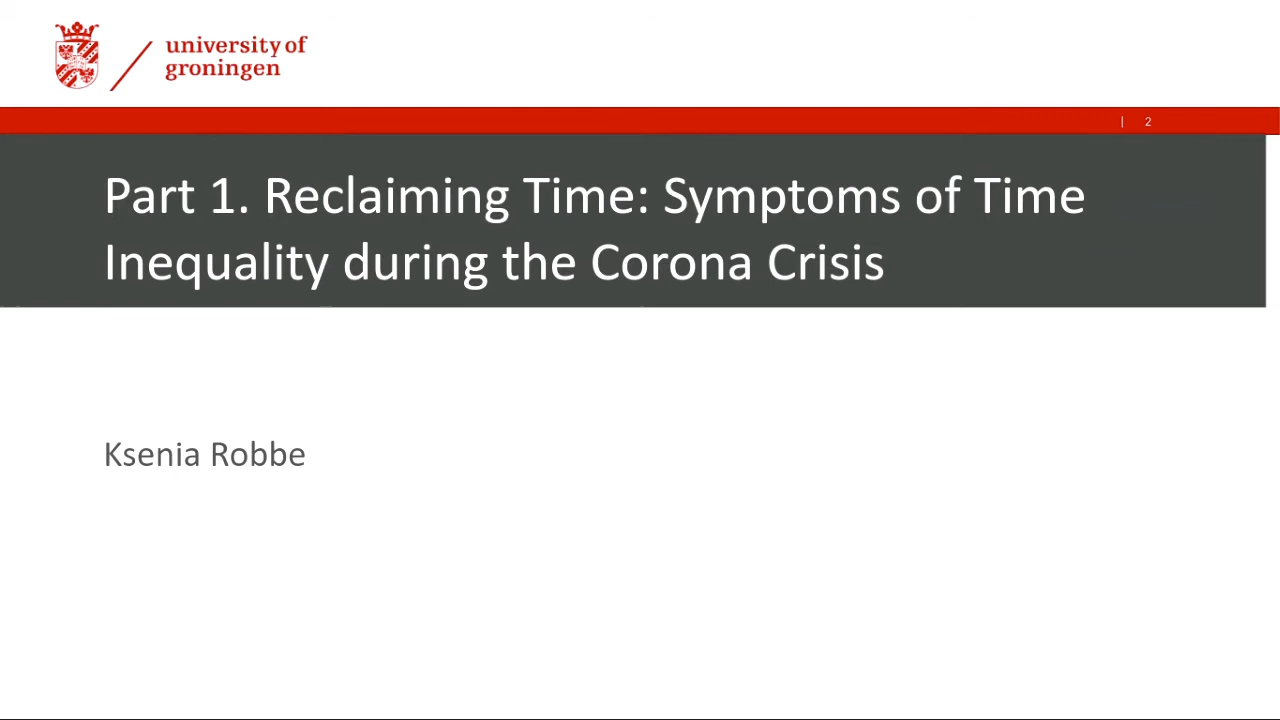 university of
groningen
| 2
Part 1. Reclaiming Time: Symptoms of Time
Inequality during the Corona Crisis
Ksenia Robbe